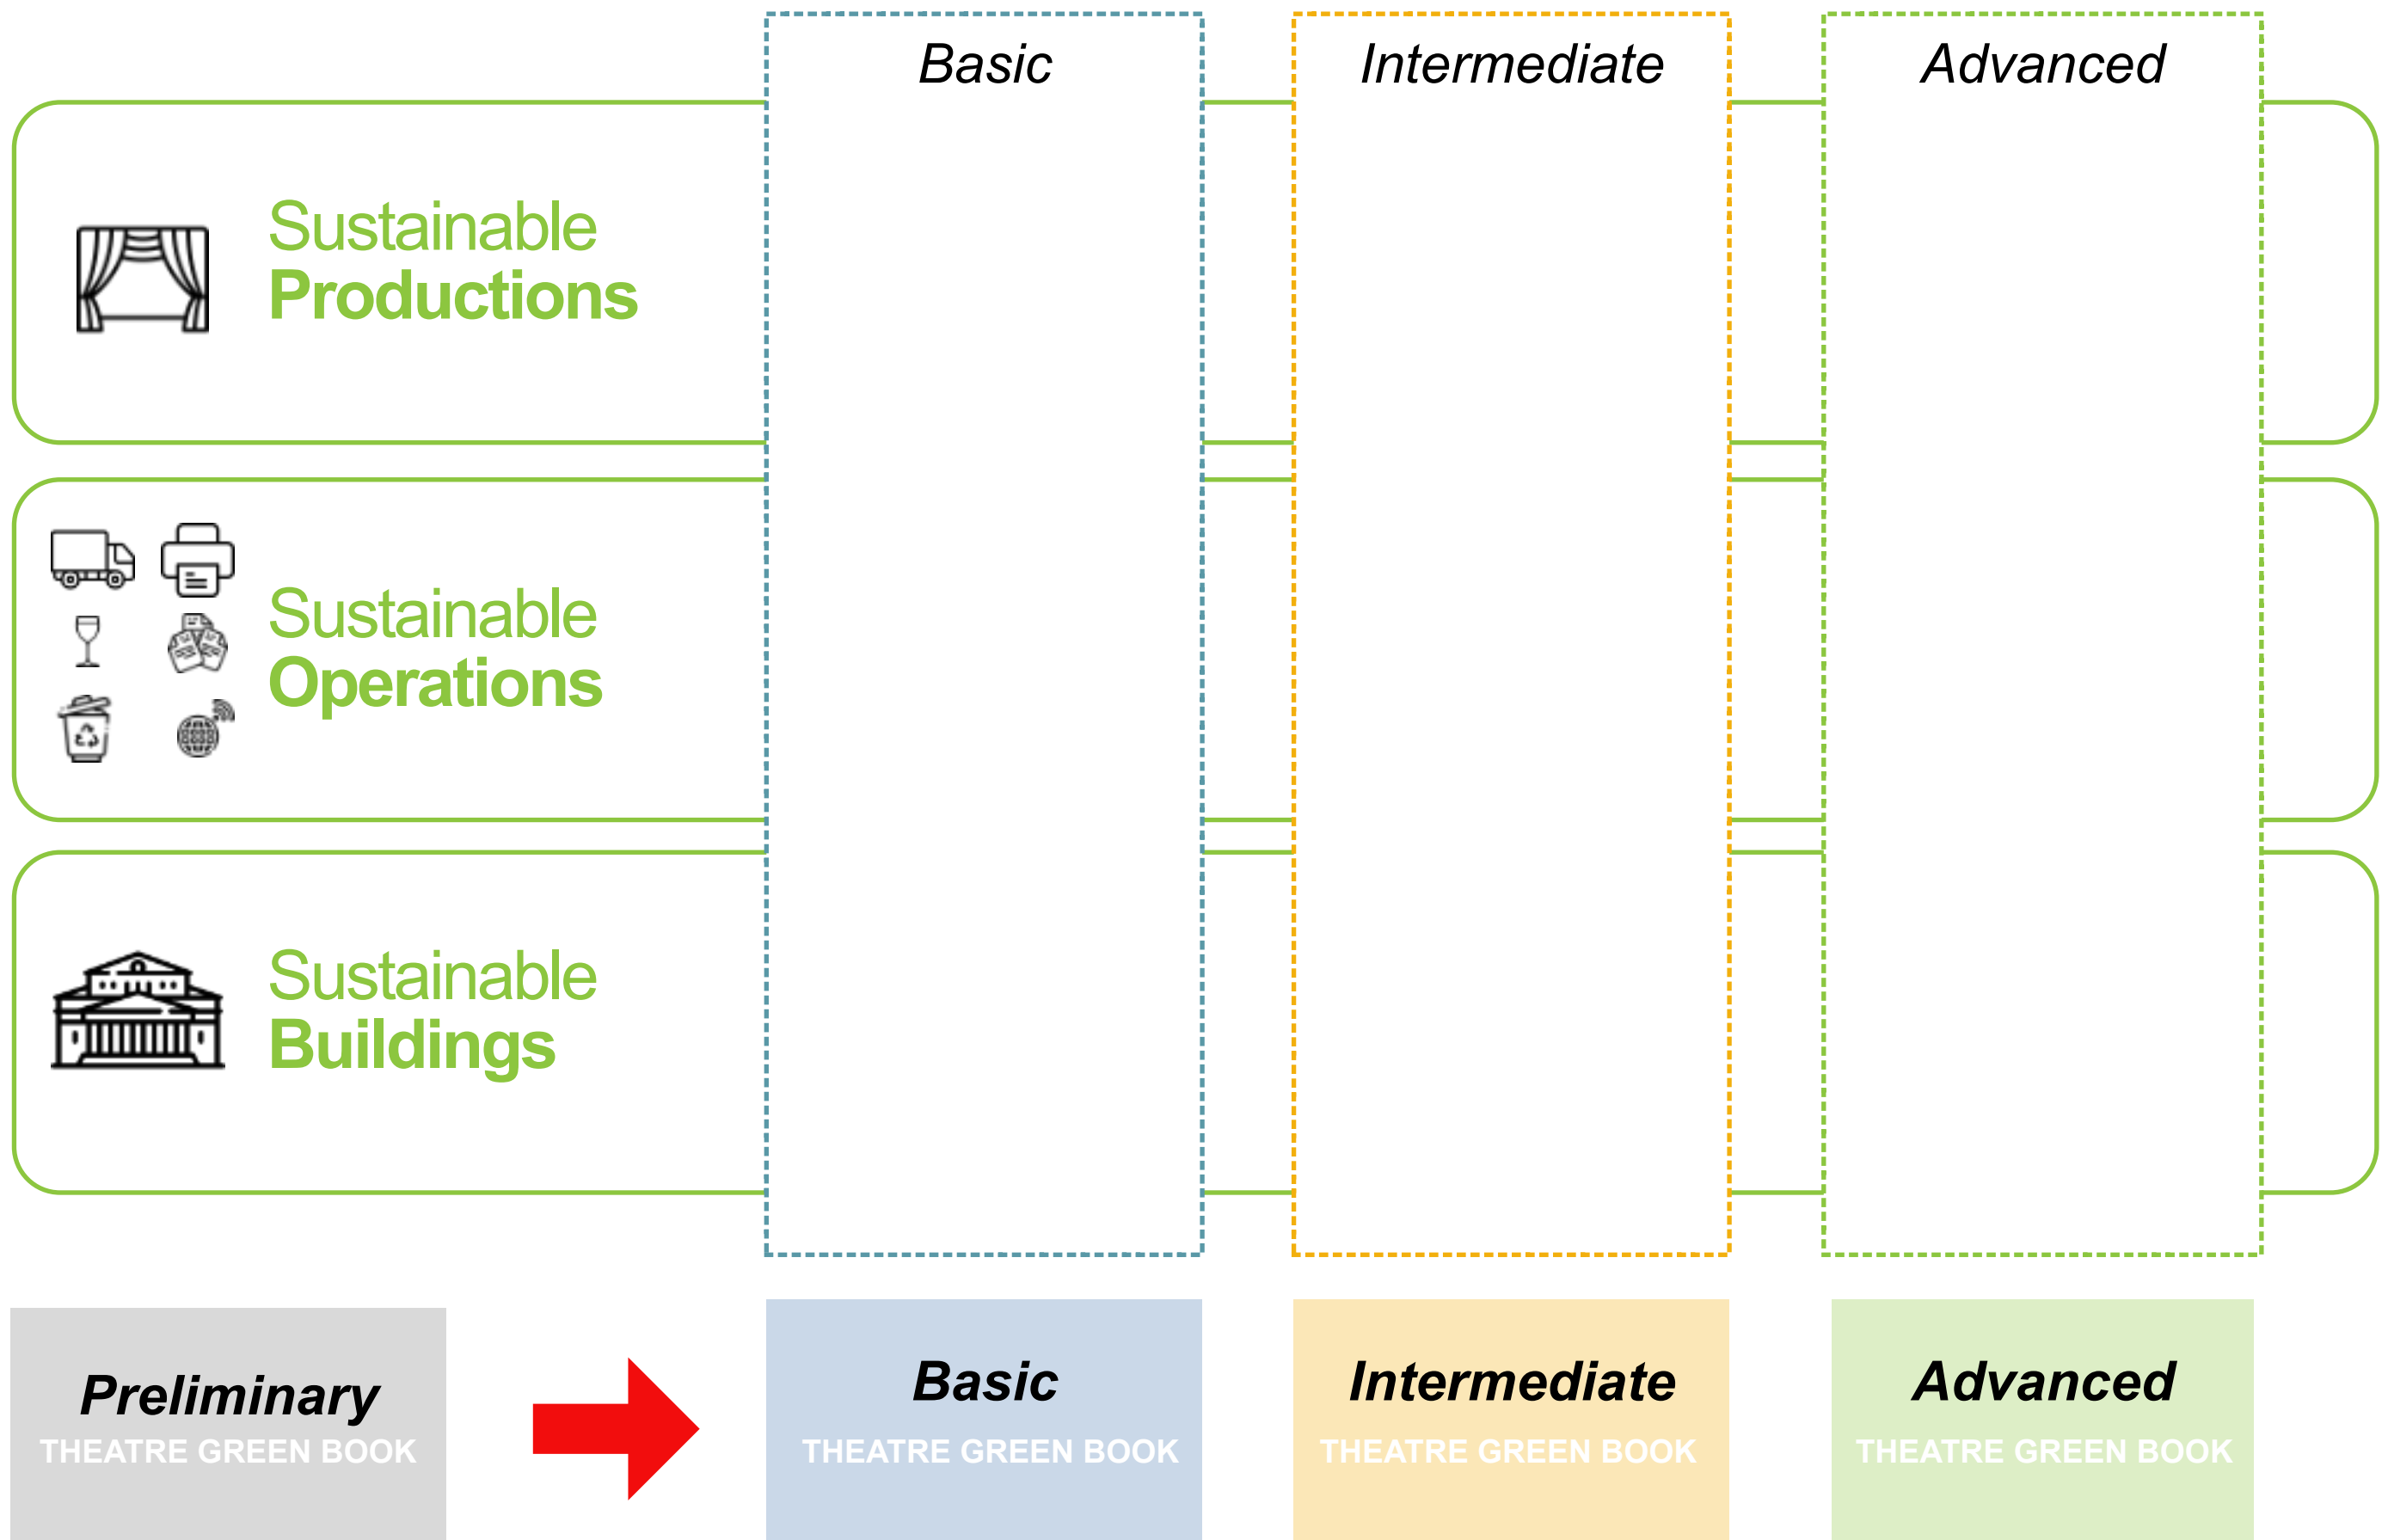 Basic
Intermediate
Advanced
Sustainable
Productions
Sustainable
Operations
Sustainable
Buildings
Preliminary
THEATRE GREEN BOOK
Basic
THEATRE GREEN BOOK
Intermediate
THEATRE GREEN BOOK
Advanced
THEATRE GREEN BOOK